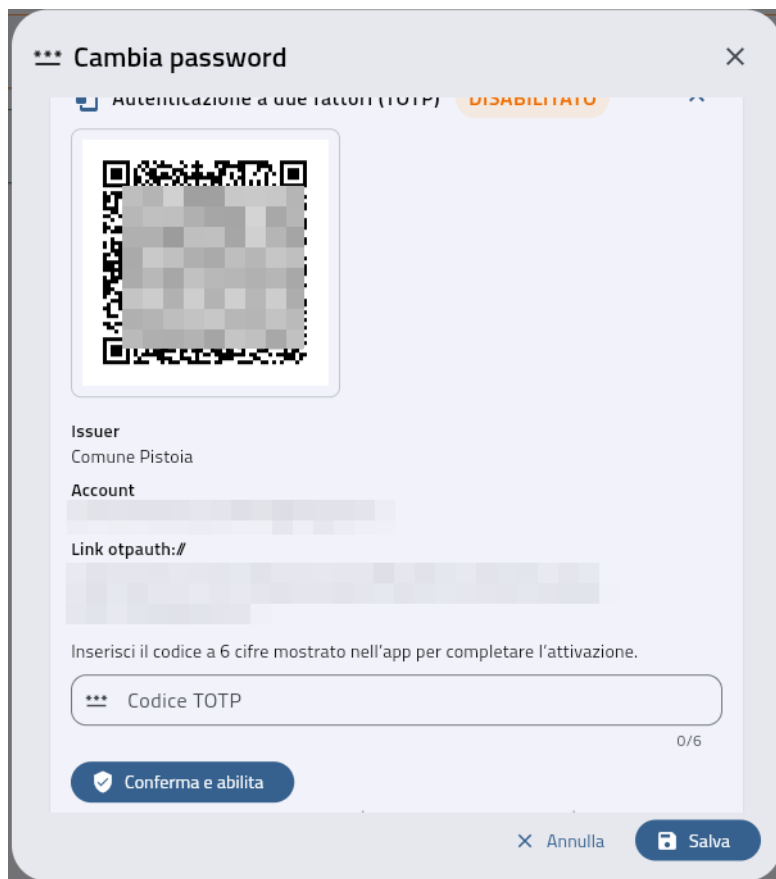 *** Cambia password
Autenticazione a due fattori (TOTP) DISABILITATO
Issuer
Comune Pistoia
Account
Link otpauth://
Inserisci il codice a 6 cifre mostrato nell'app per completare l'attivazione.
*** Codice TOTP
0/6
Conferma e abilita
Annulla
Salva